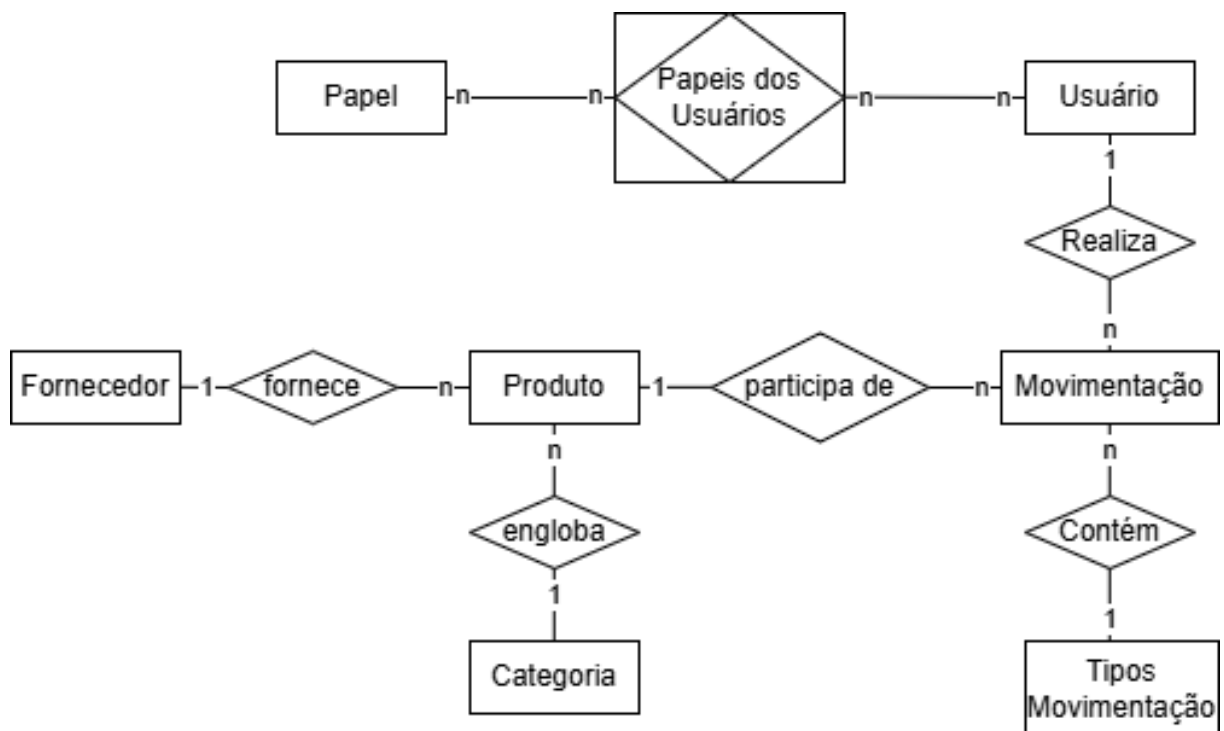 Papel
n
n
Papeis dos
Usuários
n
n
Usuário
1
Realiza
n
Fornecedor
1
fornece
n
Produto
1
participa de
n
Movimentação
n
engloba
1
Categoria
n
Contém
1
Tipos
Movimentação